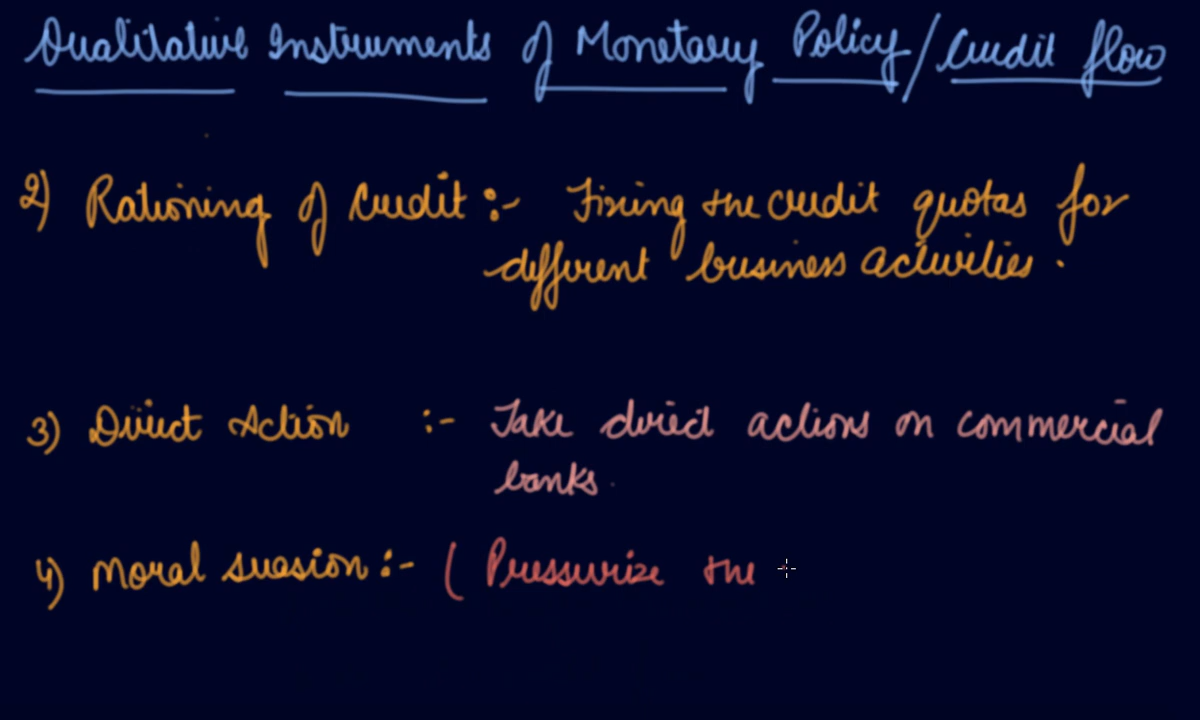 Qualitative Instruments of Monetary Policy/Credit flow
2) Rationing of Credit :- Fixing the credit quotas for
different business activities.
3) Direct Action :- Take direct actions on commercial
banks.
4) Moral suasion :- ( Pressurize the